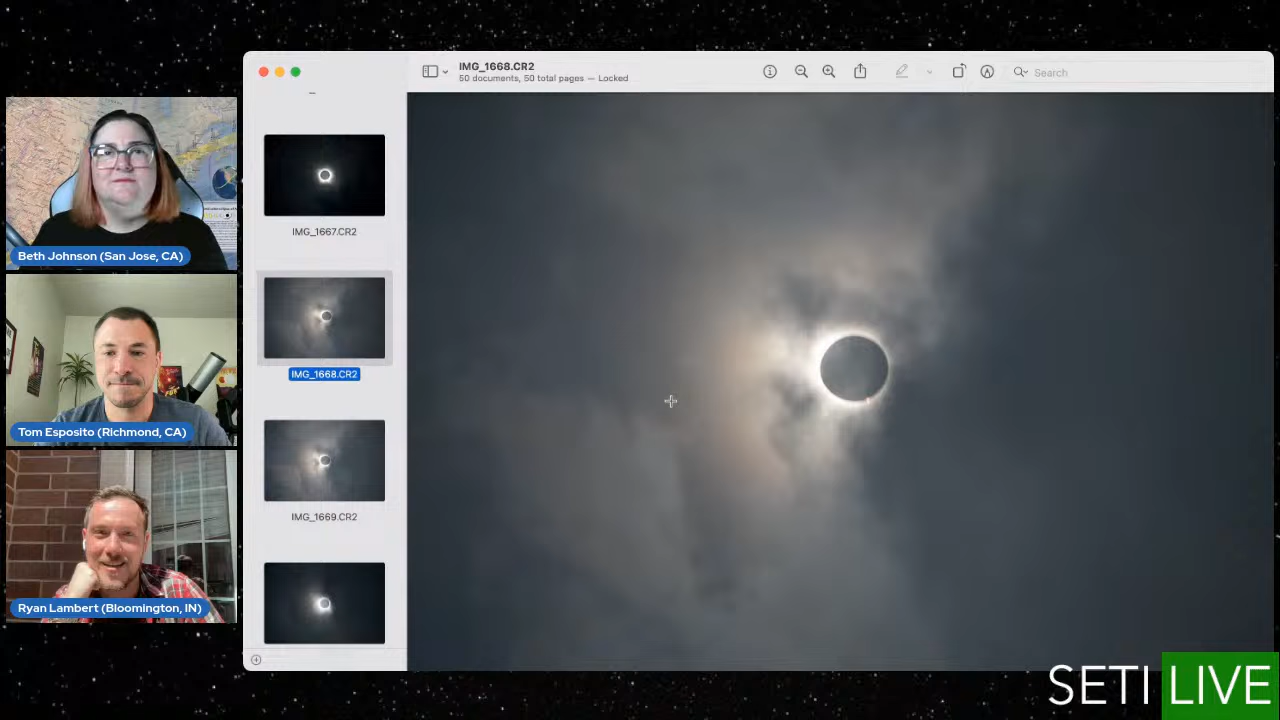 IMG_1668.CR2
50 documents, 50 total pages — Locked
Search
Beth Johnson (San Jose, CA)
Tom Esposito (Richmond, CA)
Ryan Lambert (Bloomington, IN)
IMG_1667.CR2
IMG_1668.CR2
IMG_1669.CR2
SETI LIVE